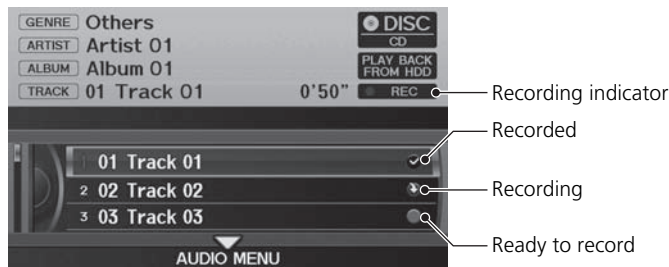 GENRE Others
DISC
CD
ARTIST Artist 01
ALBUM Album 01
PLAY BACK
FROM HDD
TRACK 01 Track 01 0'50" REC
Recording indicator
Recorded
1 01 Track 01
2 02 Track 02
Recording
3 03 Track 03
Ready to record
AUDIO MENU